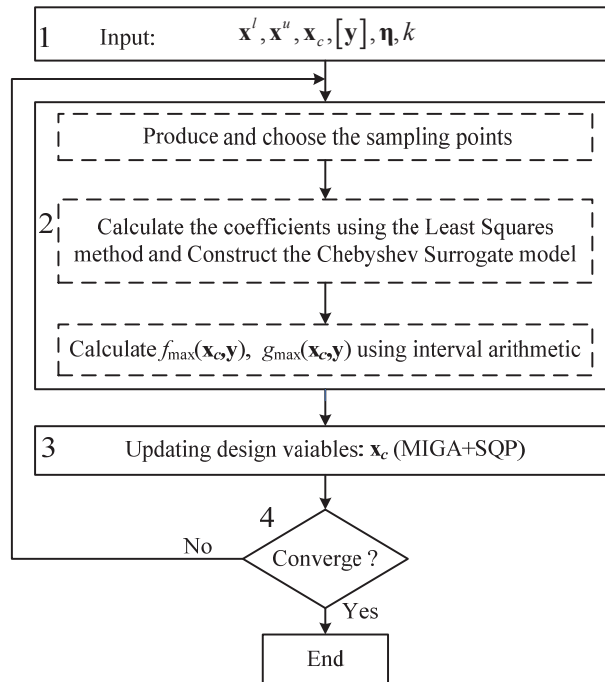 1 Input: x^l, x^u, x_c, [y], η, k
Produce and choose the sampling points
2
Calculate the coefficients using the Least Squares
method and Construct the Chebyshev Surrogate model
Calculate f_max(x_c,y), g_max(x_c,y) using interval arithmetic
3 Updating design vaiables: x_c (MIGA+SQP)
4
No
Converge ?
Yes
End